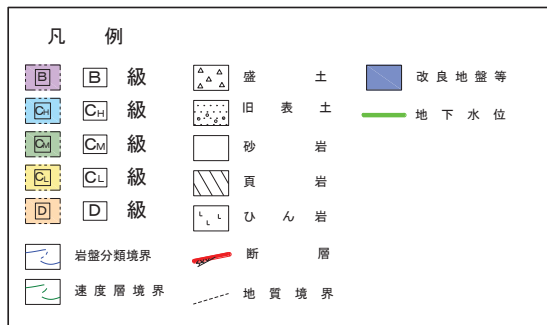 凡例
B B 級 盛土 改良地盤等
CH CH 級 旧表土 地下水位
CM CM 級 砂岩
CL CL 級 頁岩
D D 級 ひん岩
岩盤分類境界 断層
速度層境界 地質境界